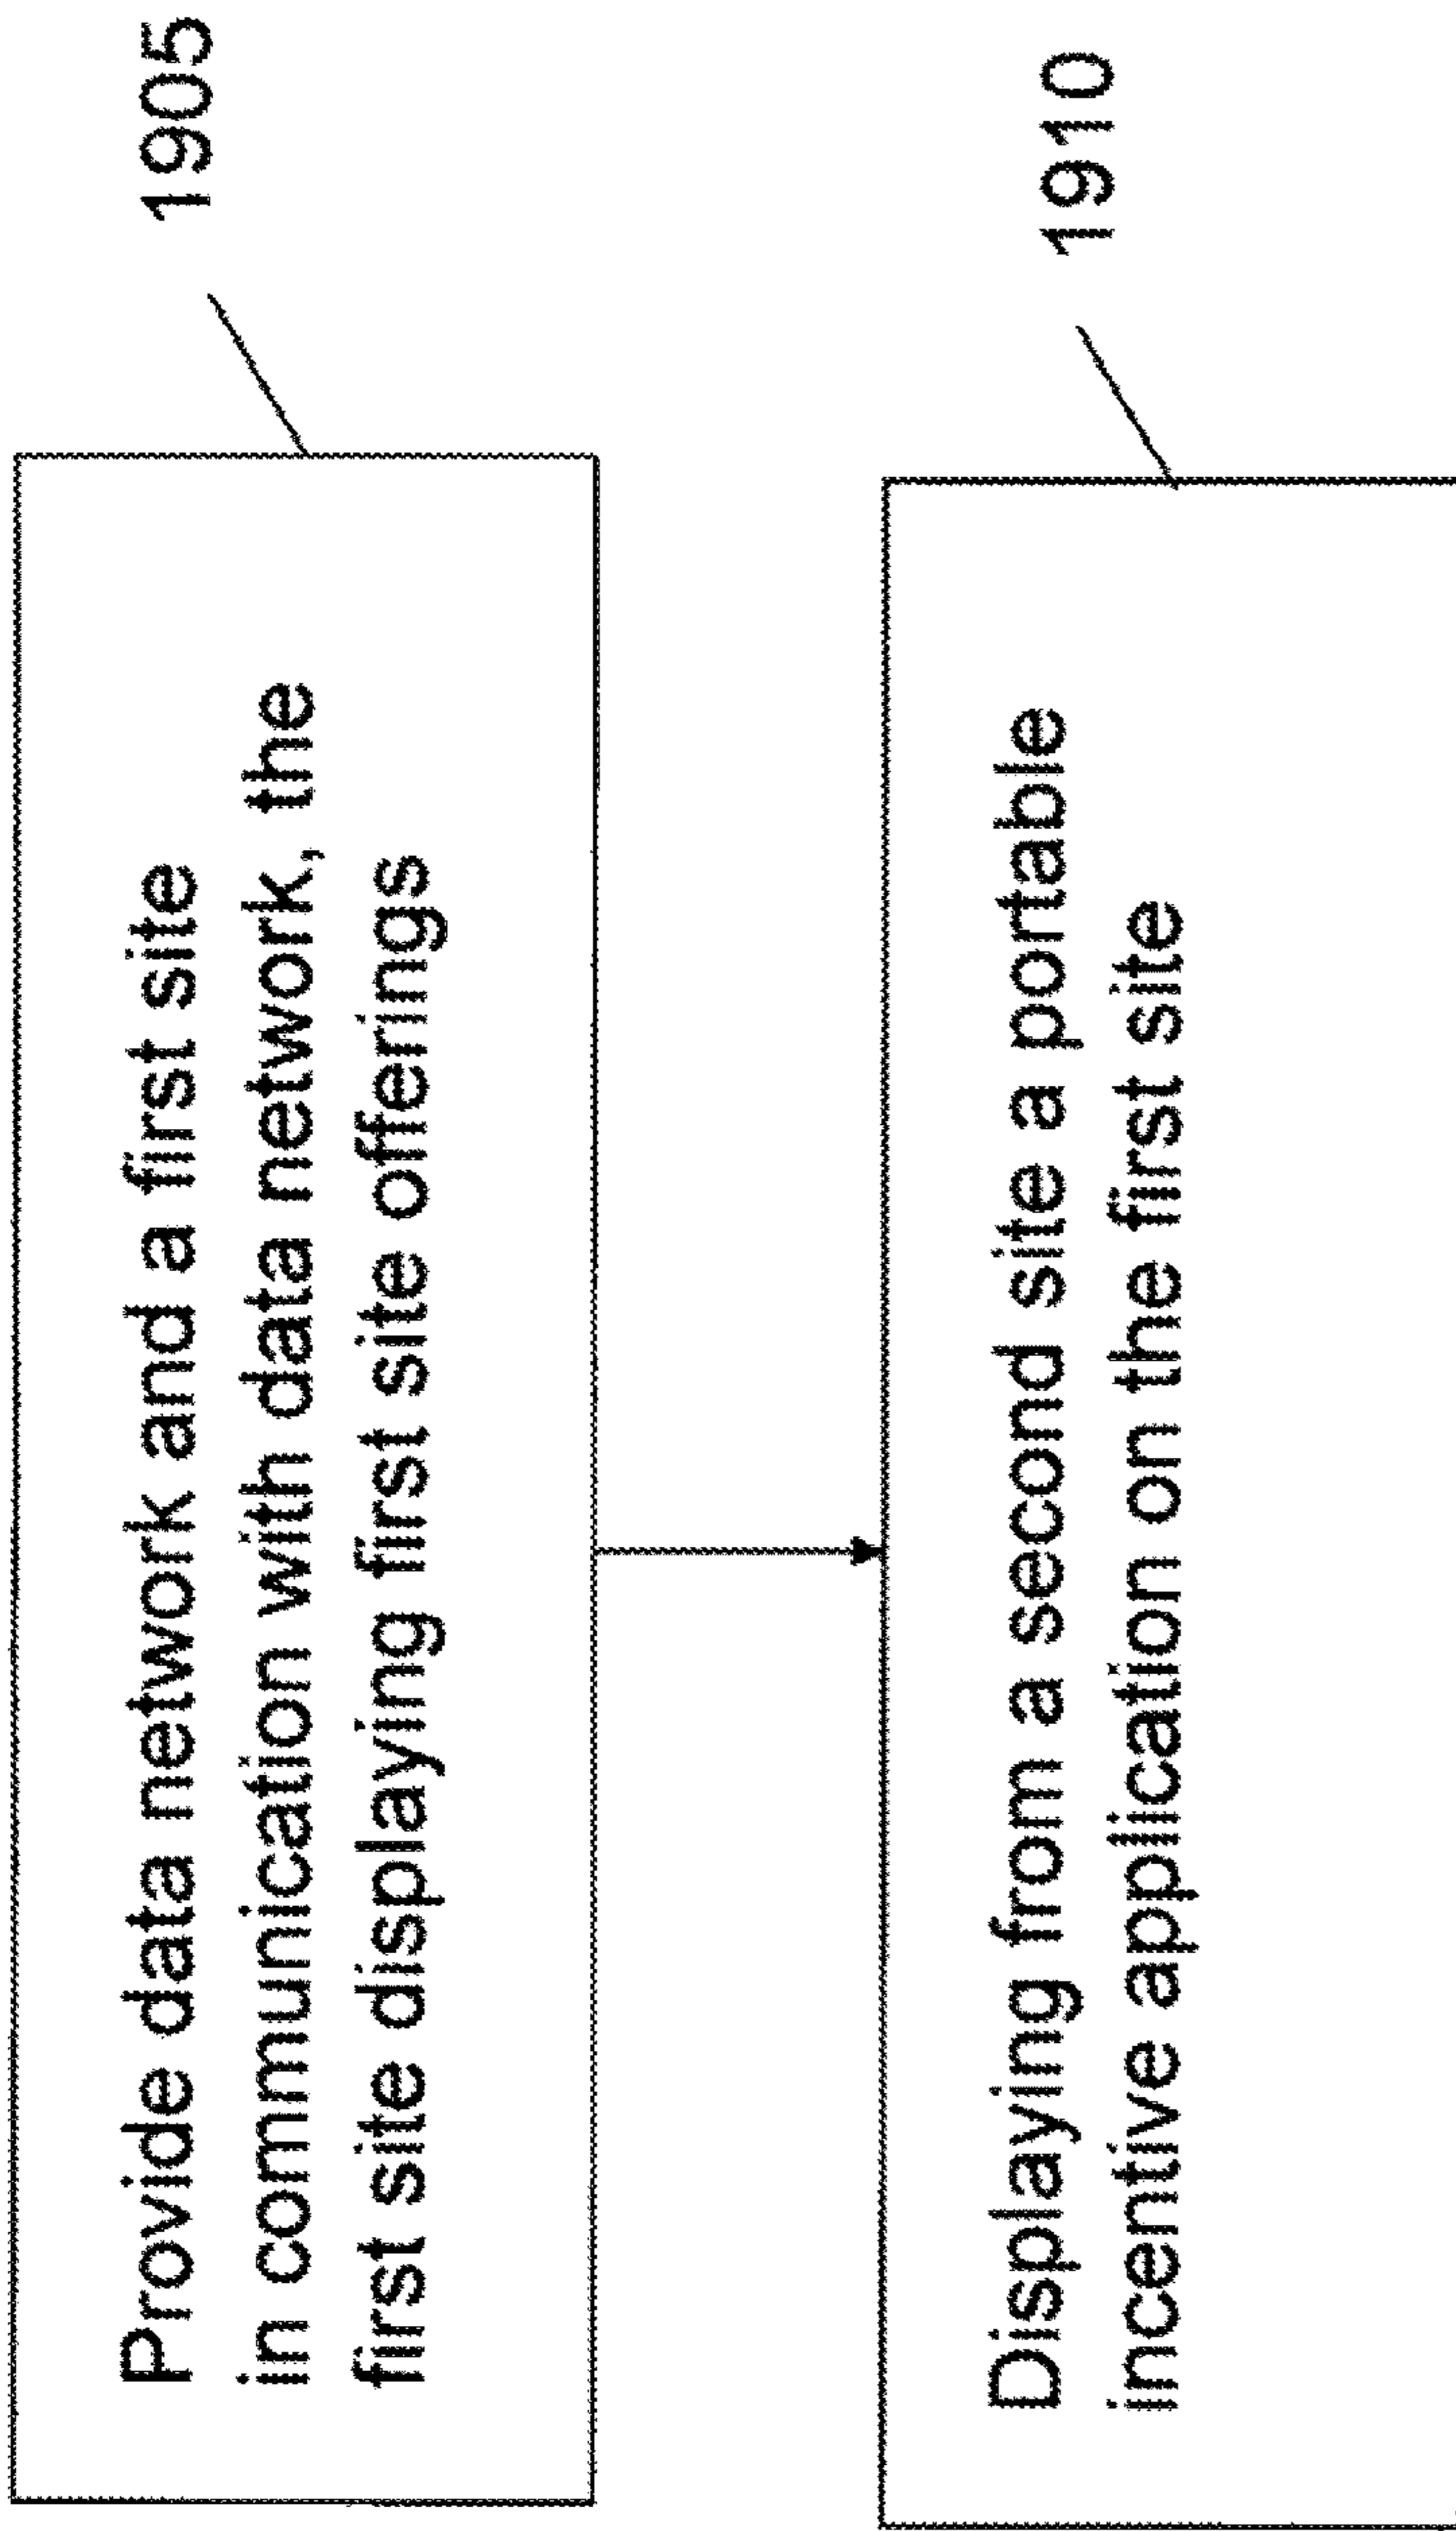 Provide data network and a first site
in communication with data network, the
first site displaying first site offerings
1905
Displaying from a second site a portable
incentive application on the first site
1910